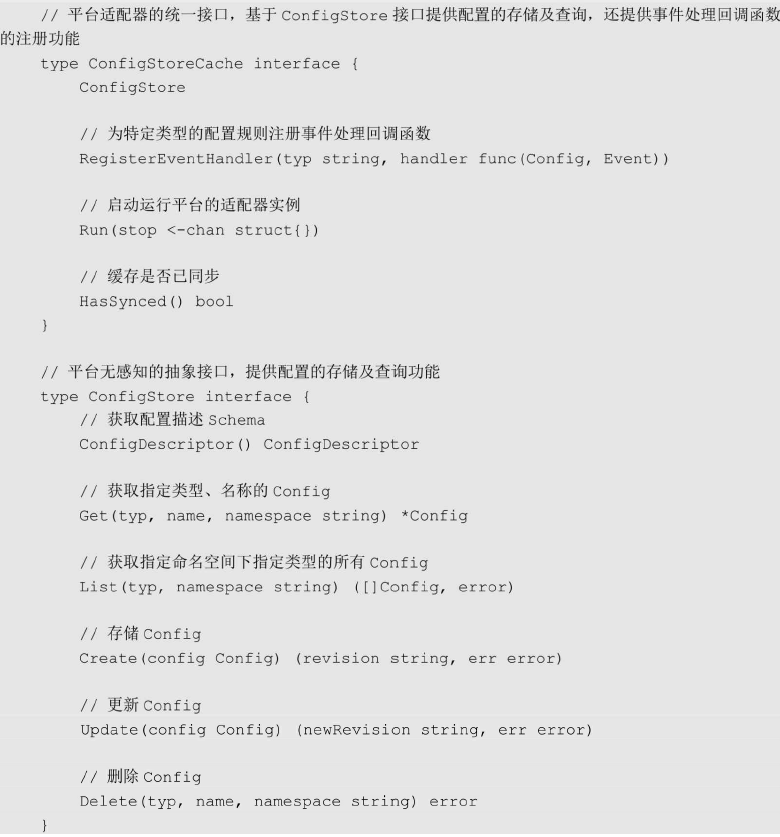 // 平台适配器的统一接口，基于 ConfigStore 接口提供配置的存储及查询，还提供事件处理回调函数
的注册功能
type ConfigStoreCache interface {
ConfigStore
// 为特定类型的配置规则注册事件处理回调函数
RegisterEventHandler(typ string, handler func(Config, Event))
// 启动运行平台的适配器实例
Run(stop <-chan struct{})
// 缓存是否已同步
HasSynced() bool
}
// 平台无感知的抽象接口，提供配置的存储及查询功能
type ConfigStore interface {
// 获取配置描述 Schema
ConfigDescriptor() ConfigDescriptor
// 获取指定类型、名称的 Config
Get(typ, name, namespace string) *Config
// 获取指定命名空间下指定类型的所有 Config
List(typ, namespace string) ([]Config, error)
// 存储 Config
Create(config Config) (revision string, err error)
// 更新 Config
Update(config Config) (newRevision string, err error)
// 删除 Config
Delete(typ, name, namespace string) error
}